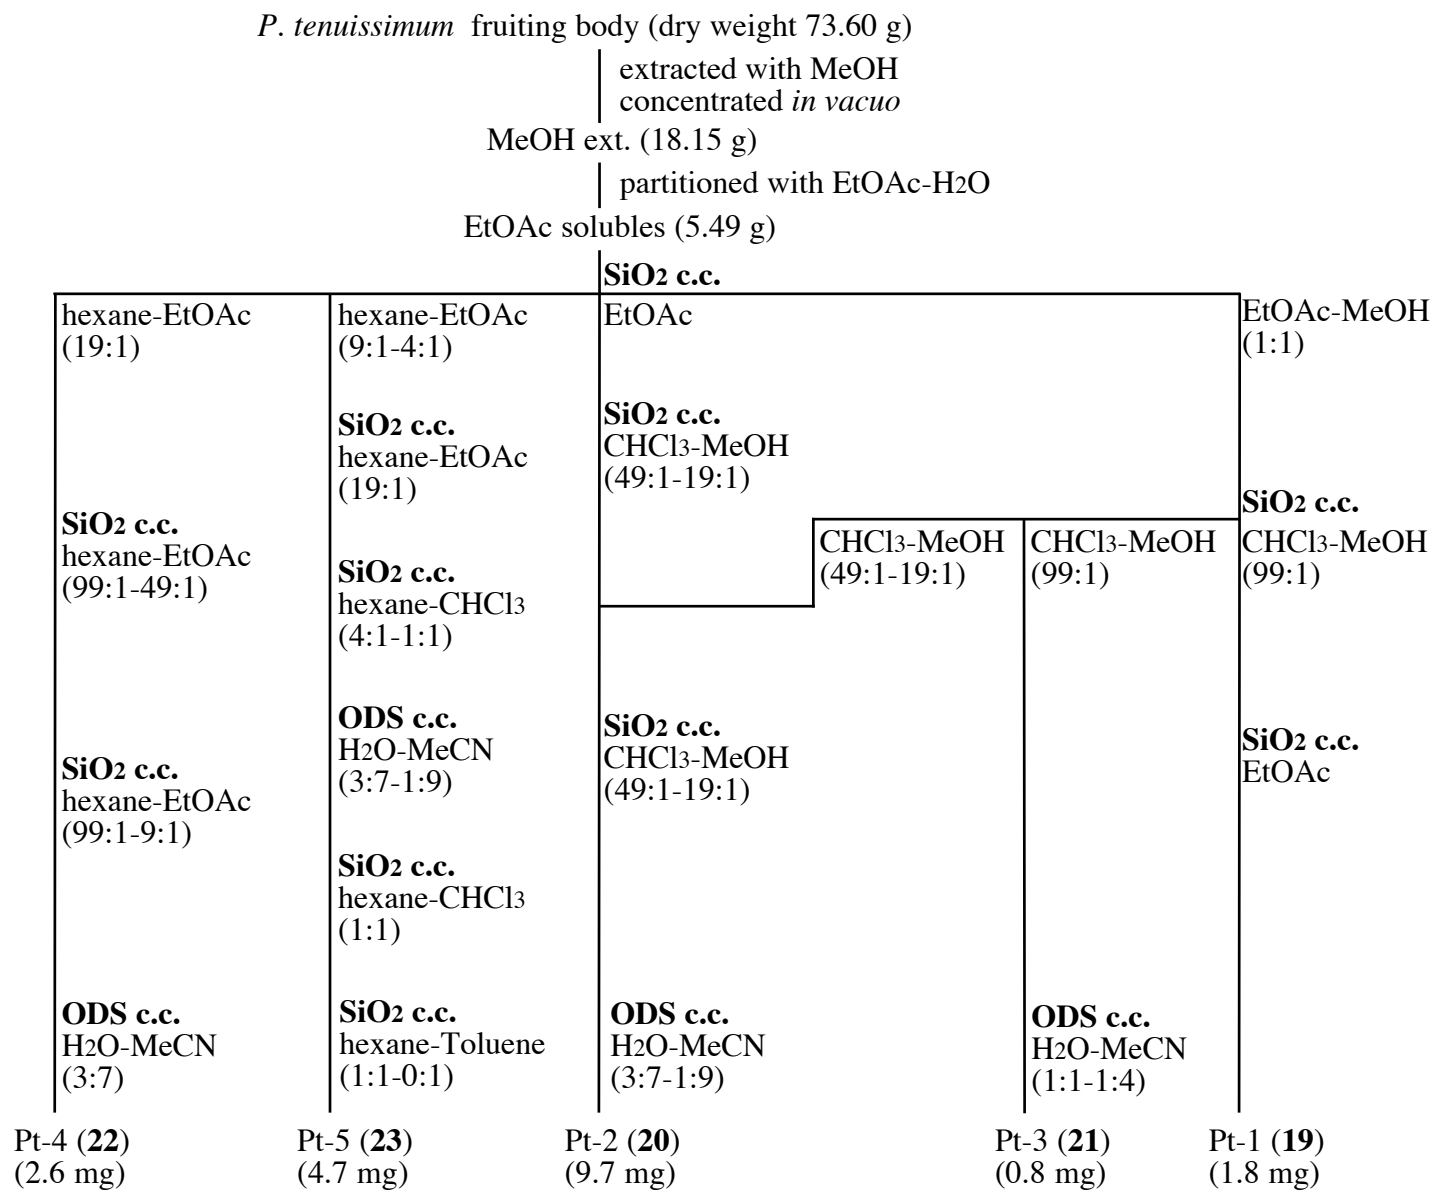 P. tenuissimum fruiting body (dry weight 73.60 g)
extracted with MeOH
concentrated in vacuo
MeOH ext. (18.15 g)
partitioned with EtOAc-H2O
EtOAc solubles (5.49 g)
SiO2 c.c.
hexane-EtOAc
(19:1)
SiO2 c.c.
hexane-EtOAc
(99:1-49:1)
SiO2 c.c.
hexane-EtOAc
(99:1-9:1)
ODS c.c.
H2O-MeCN
(3:7)
Pt-4 (22)
(2.6 mg)
hexane-EtOAc
(9:1-4:1)
SiO2 c.c.
hexane-EtOAc
(19:1)
SiO2 c.c.
hexane-CHCl3
(4:1-1:1)
ODS c.c.
H2O-MeCN
(3:7-1:9)
SiO2 c.c.
hexane-CHCl3
(1:1)
SiO2 c.c.
hexane-Toluene
(1:1-0:1)
Pt-5 (23)
(4.7 mg)
EtOAc
SiO2 c.c.
CHCl3-MeOH
(49:1-19:1)
SiO2 c.c.
CHCl3-MeOH
(49:1-19:1)
ODS c.c.
H2O-MeCN
(3:7-1:9)
Pt-2 (20)
(9.7 mg)
CHCl3-MeOH
(49:1-19:1)
CHCl3-MeOH
(99:1)
ODS c.c.
H2O-MeCN
(1:1-1:4)
Pt-3 (21)
(0.8 mg)
EtOAc-MeOH
(1:1)
SiO2 c.c.
CHCl3-MeOH
(99:1)
SiO2 c.c.
EtOAc
Pt-1 (19)
(1.8 mg)